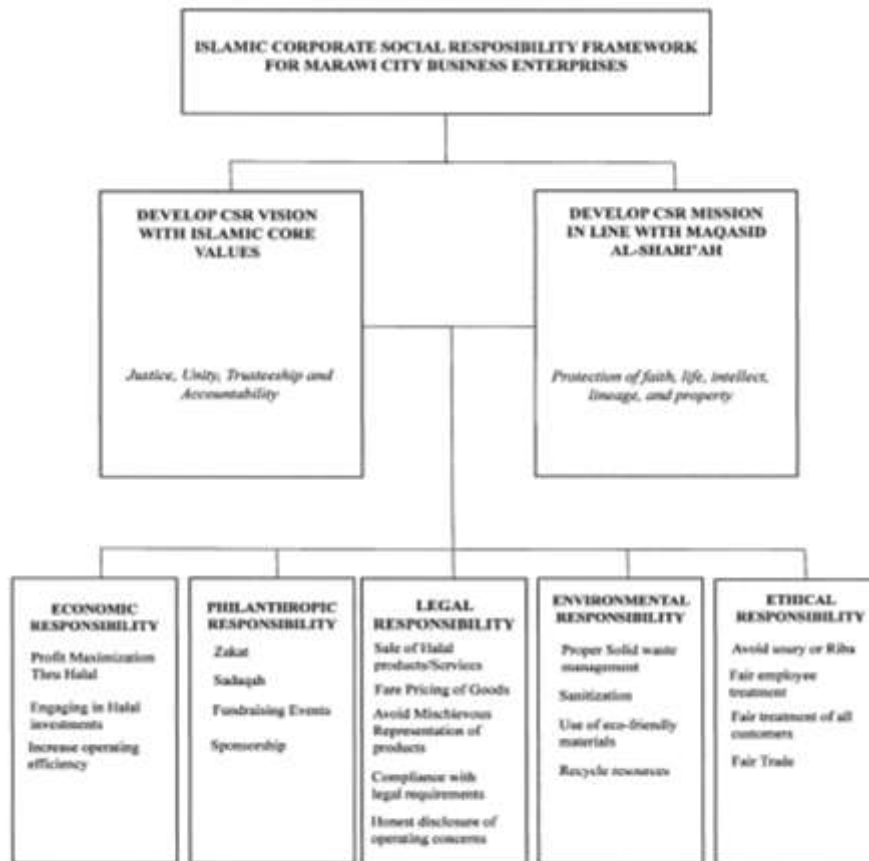 ISLAMIC CORPORATE SOCIAL RESPOSIBILITY FRAMEWORK
FOR MARAWI CITY BUSINESS ENTERPRISES
DEVELOP CSR VISION
WITH ISLAMIC CORE
VALUES
Justice, Unity, Trusteeship and
Accountability
DEVELOP CSR MISSION
IN LINE WITH MAQASID
AL-SHARI'AH
Protection of faith, life, intellect,
lineage, and property
ECONOMIC
RESPONSIBILITY
Profit Maximization
Thru Halal
Engaging in Halal
investments
Increase operating
efficiency
PHILANTHROPIC
RESPONSIBILITY
Zakat
Sadaqah
Fundraising Events
Sponsorship
LEGAL
RESPONSIBILITY
Sale of Halal
products/Services
Fare Pricing of Goods
Avoid Mischievous
Representation of
products
Compliance with
legal requirements
Honest disclosure of
operating concerns
ENVIRONMENTAL
RESPONSIBILITY
Proper Solid waste
management
Sanitization
Use of eco-friendly
materials
Recycle resources
ETHICAL
RESPONSIBILITY
Avoid usury or Riba
Fair employee
treatment
Fair treatment of all
customers
Fair Trade